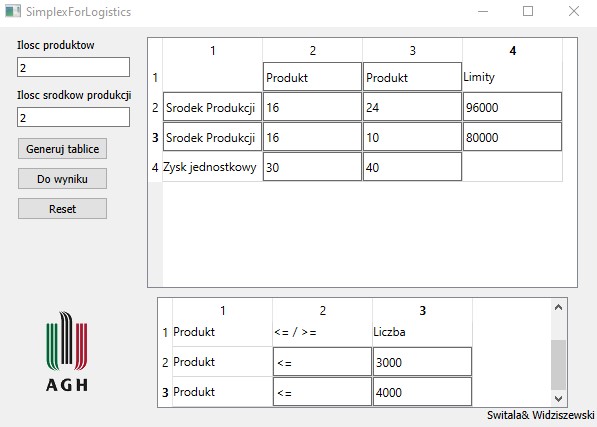 SimplexForLogistics
Ilosc produktow
2
Ilosc srodkow produkcji
2
Generuj tablice
Do wyniku
Reset
1 2 3 4
1 Produkt Produkt Limity
2 Srodek Produkcji 16 24 96000
3 Srodek Produkcji 16 10 80000
4 Zysk jednostkowy 30 40
1 2 3
1 Produkt <= / >= Liczba
2 Produkt <= 3000
3 Produkt <= 4000
AGH
Switala& Widziszewski